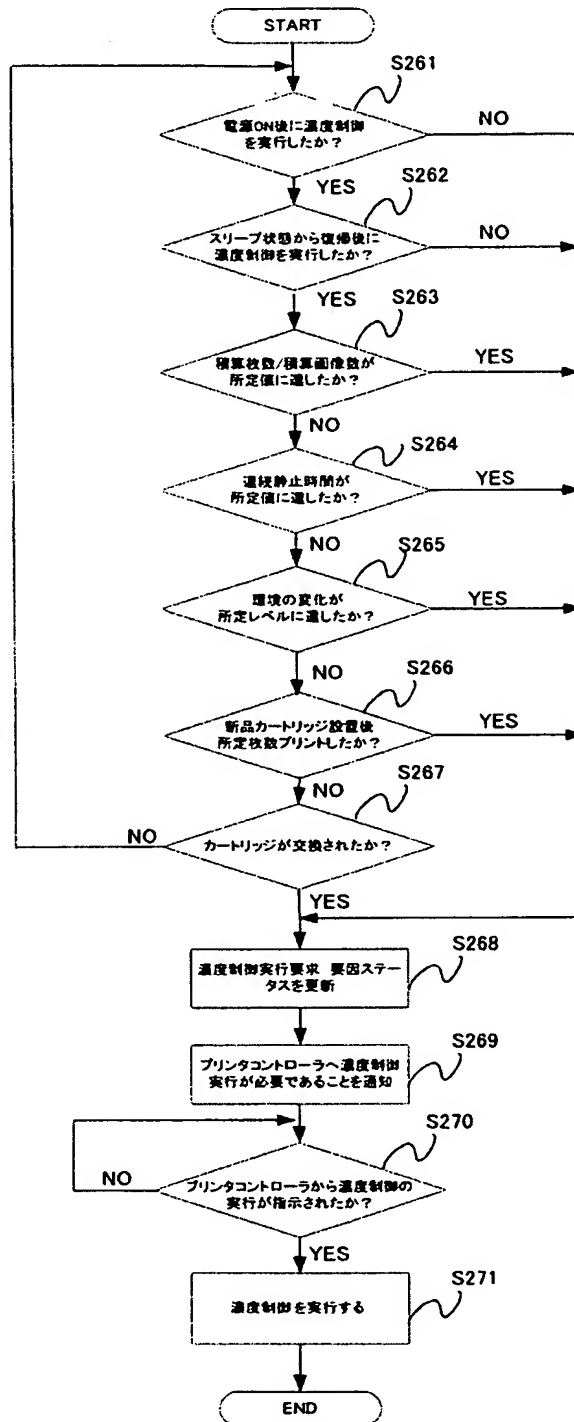 START
S261
電源ON後に濃度制御
を実行したか?
NO
YES
S262
スリープ状態から復帰後に
濃度制御を実行したか?
NO
YES
S263
積算枚数/積算画像数が
所定値に達したか?
YES
NO
S264
連続静止時間が
所定値に達したか?
YES
NO
S265
環境の変化が
所定レベルに達したか?
YES
NO
S266
新品カートリッジ設置後
所定枚数プリントしたか?
YES
NO
S267
NO
カートリッジが交換されたか?
YES
S268
濃度制御実行要求 要因ステー
タスを更新
S269
プリンタコントローラへ濃度制御
実行が必要であることを通知
S270
NO
プリンタコントローラから濃度制御の
実行が指示されたか?
YES
S271
濃度制御を実行する
END